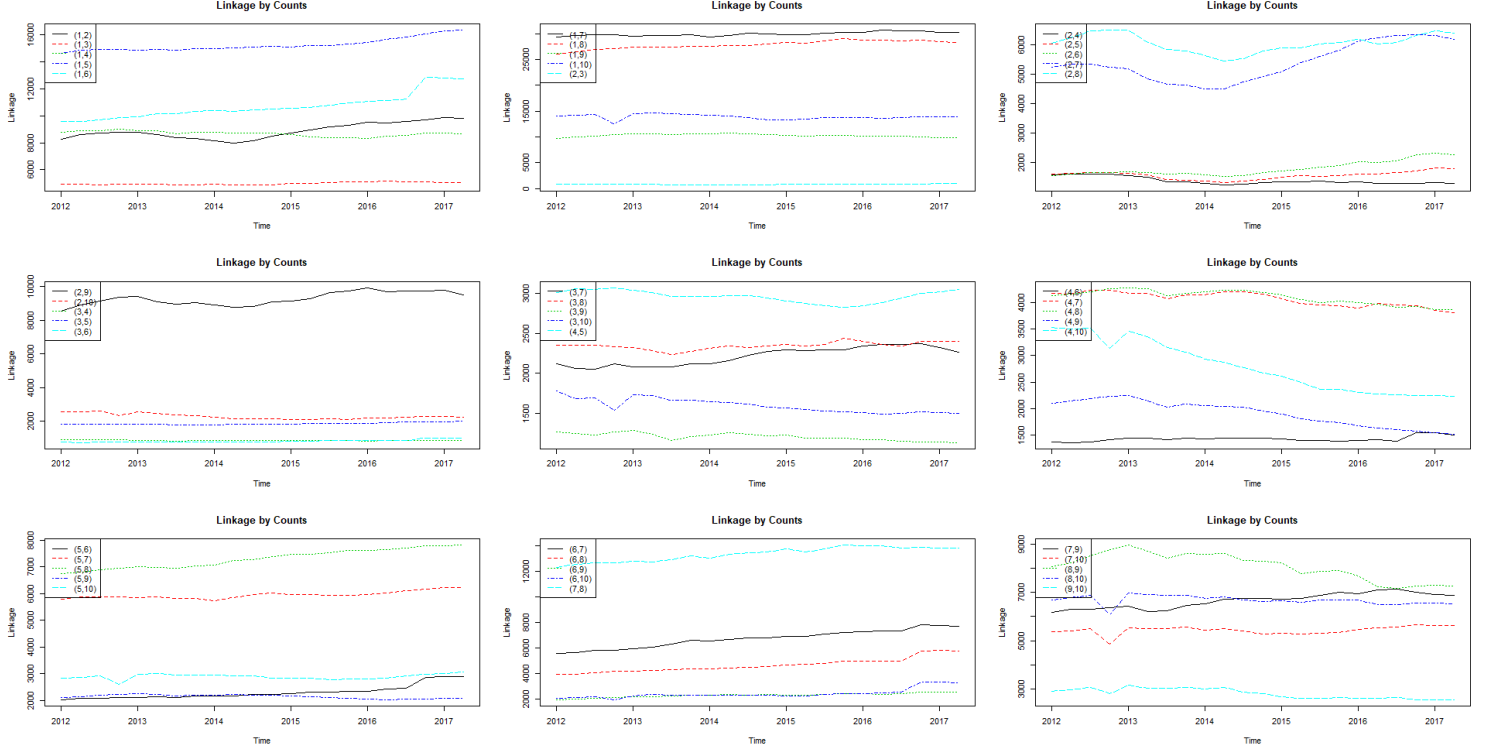 Linkage by Counts
Linkage
6000 8000 10000 12000 16000
(1,2)
(1,3)
(1,4)
(1,5)
(1,6)
2012 2013 2014 2015 2016 2017
Time
Linkage by Counts
Linkage
0 5000 15000 25000
(1,7)
(1,8)
(1,9)
(1,10)
(2,3)
2012 2013 2014 2015 2016 2017
Time
Linkage by Counts
Linkage
2000 3000 4000 5000 6000
(2,4)
(2,5)
(2,6)
(2,7)
(2,8)
2012 2013 2014 2015 2016 2017
Time
Linkage by Counts
Linkage
2000 4000 6000 8000 10000
(2,9)
(2,10)
(3,4)
(3,5)
(3,6)
2012 2013 2014 2015 2016 2017
Time
Linkage by Counts
Linkage
1500 2000 2500 3000
(3,7)
(3,8)
(3,9)
(3,10)
(4,5)
2012 2013 2014 2015 2016 2017
Time
Linkage by Counts
Linkage
1500 2000 2500 3000 3500 4000
(4,6)
(4,7)
(4,8)
(4,9)
(4,10)
2012 2013 2014 2015 2016 2017
Time
Linkage by Counts
Linkage
2000 3000 4000 5000 6000 7000 8000
(5,6)
(5,7)
(5,8)
(5,9)
(5,10)
2012 2013 2014 2015 2016 2017
Time
Linkage by Counts
Linkage
2000 4000 6000 8000 12000
(6,7)
(6,8)
(6,9)
(6,10)
(7,8)
2012 2013 2014 2015 2016 2017
Time
Linkage by Counts
Linkage
3000 5000 7000 9000
(7,9)
(7,10)
(8,9)
(8,10)
(9,10)
2012 2013 2014 2015 2016 2017
Time